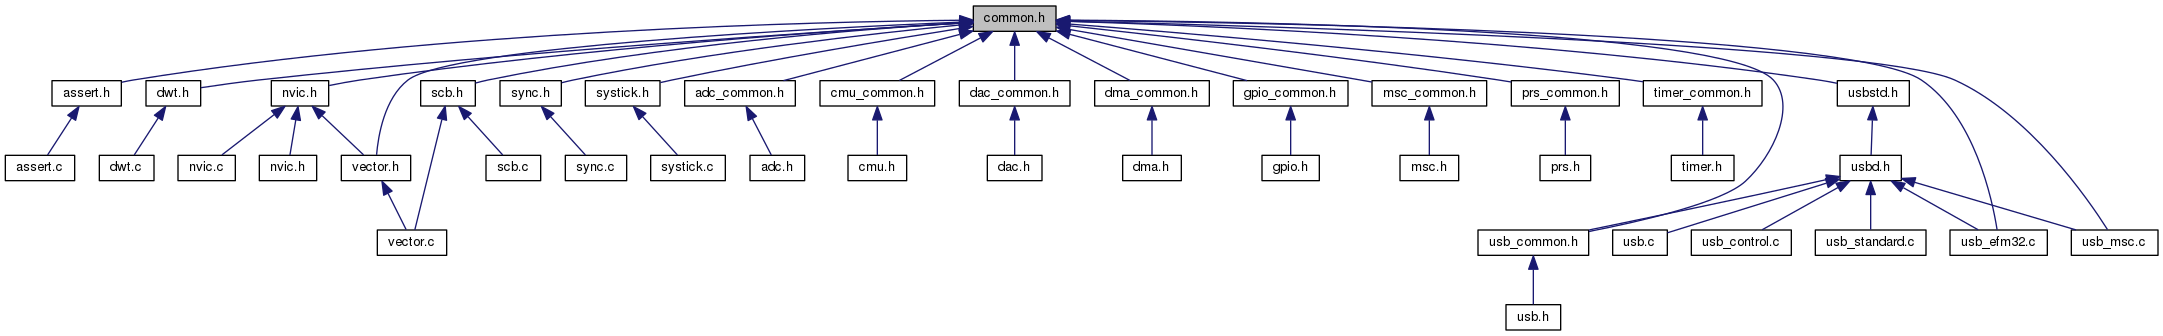 common.h
assert.h
dwt.h
nvic.h
scb.h
sync.h
systick.h
adc_common.h
cmu_common.h
dac_common.h
dma_common.h
gpio_common.h
msc_common.h
prs_common.h
timer_common.h
usbstd.h
assert.c
dwt.c
nvic.c
nvic.h
vector.h
scb.c
sync.c
systick.c
adc.h
cmu.h
dac.h
dma.h
gpio.h
msc.h
prs.h
timer.h
usbd.h
vector.c
usb_common.h
usb.c
usb_control.c
usb_standard.c
usb_efm32.c
usb_msc.c
usb.h